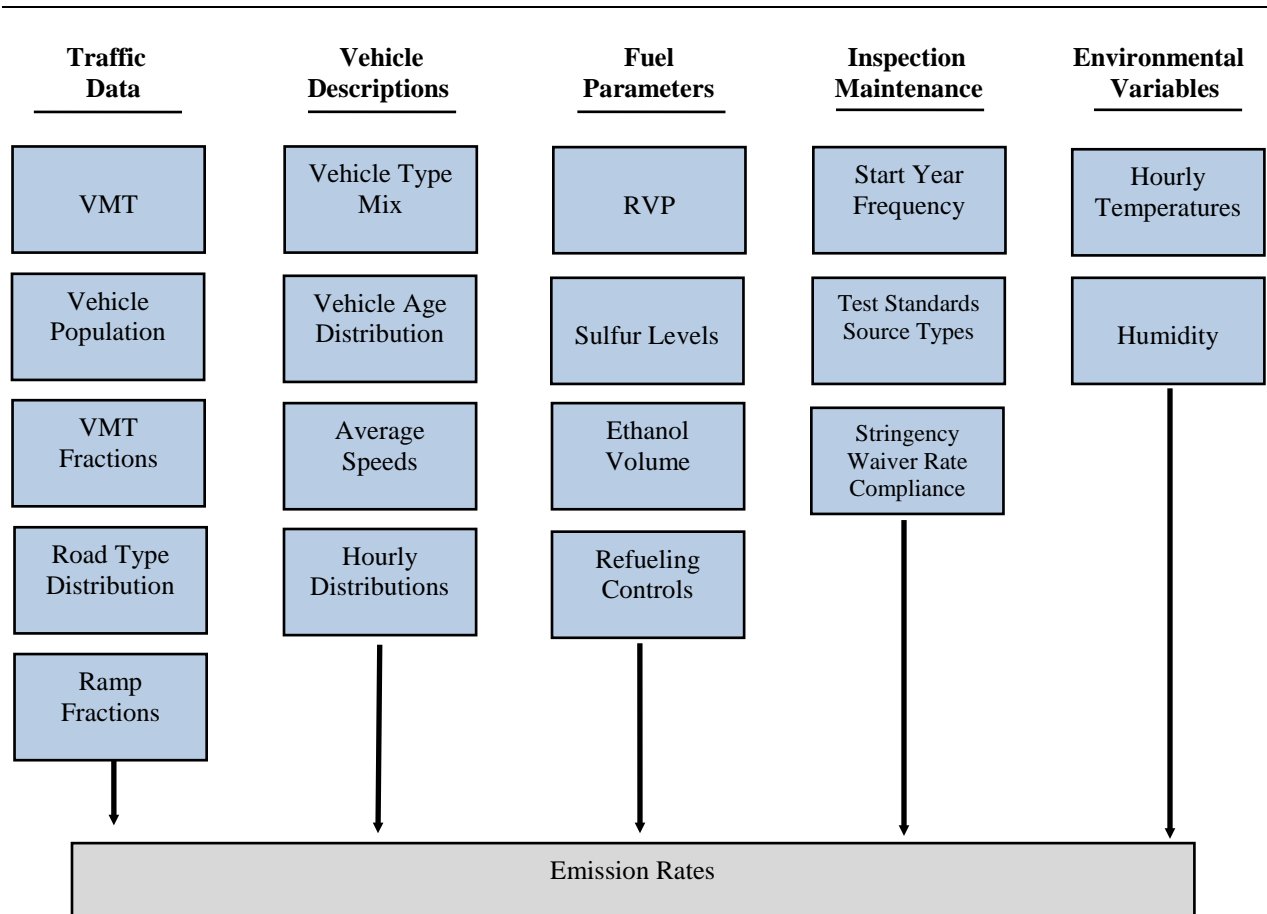 Traffic
Data
Vehicle
Descriptions
Fuel
Parameters
Inspection
Maintenance
Environmental
Variables
VMT
Vehicle
Population
VMT
Fractions
Road Type
Distribution
Ramp
Fractions
Vehicle Type
Mix
Vehicle Age
Distribution
Average
Speeds
Hourly
Distributions
RVP
Sulfur Levels
Ethanol
Volume
Refueling
Controls
Start Year
Frequency
Test Standards
Source Types
Stringency
Waiver Rate
Compliance
Hourly
Temperatures
Humidity
Emission Rates